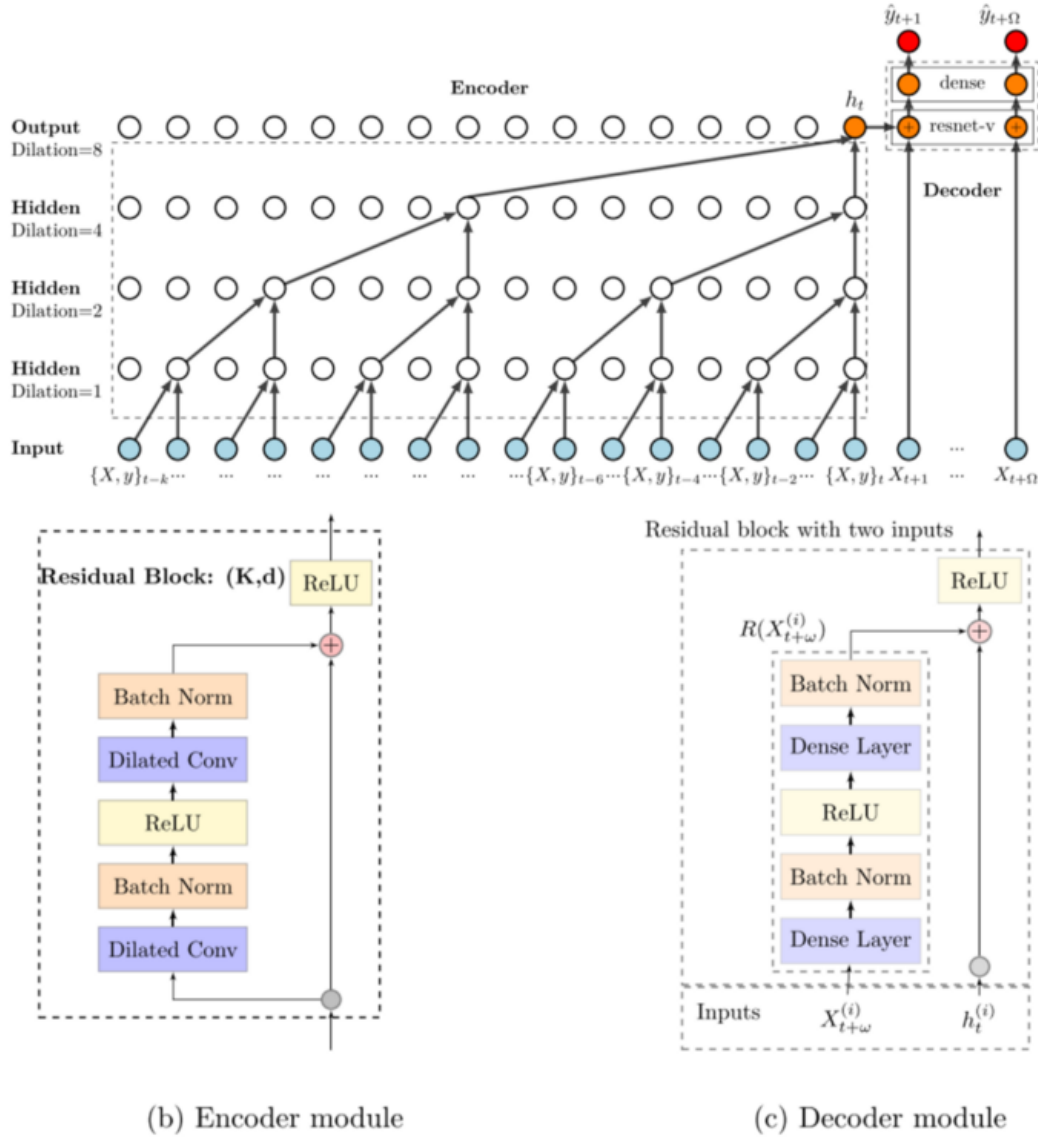 ŷ_{t+1} ŷ_{t+Ω}
Encoder
dense
h_t
Output
Dilation=8
+ resnet-v +
Decoder
Hidden
Dilation=4
Hidden
Dilation=2
Hidden
Dilation=1
Input
{X, y}_{t−k}... ... ... ... ... ... ... ...{X, y}_{t−6} ...{X, y}_{t−4} ...{X, y}_{t−2} ... {X, y}_t X_{t+1} ... X_{t+Ω}
Residual Block: (K,d)
ReLU
+
Batch Norm
Dilated Conv
ReLU
Batch Norm
Dilated Conv
(b) Encoder module
Residual block with two inputs
ReLU
R(X_{t+ω}^{(i)})
+
Batch Norm
Dense Layer
ReLU
Batch Norm
Dense Layer
Inputs X_{t+ω}^{(i)} h_t^{(i)}
(c) Decoder module